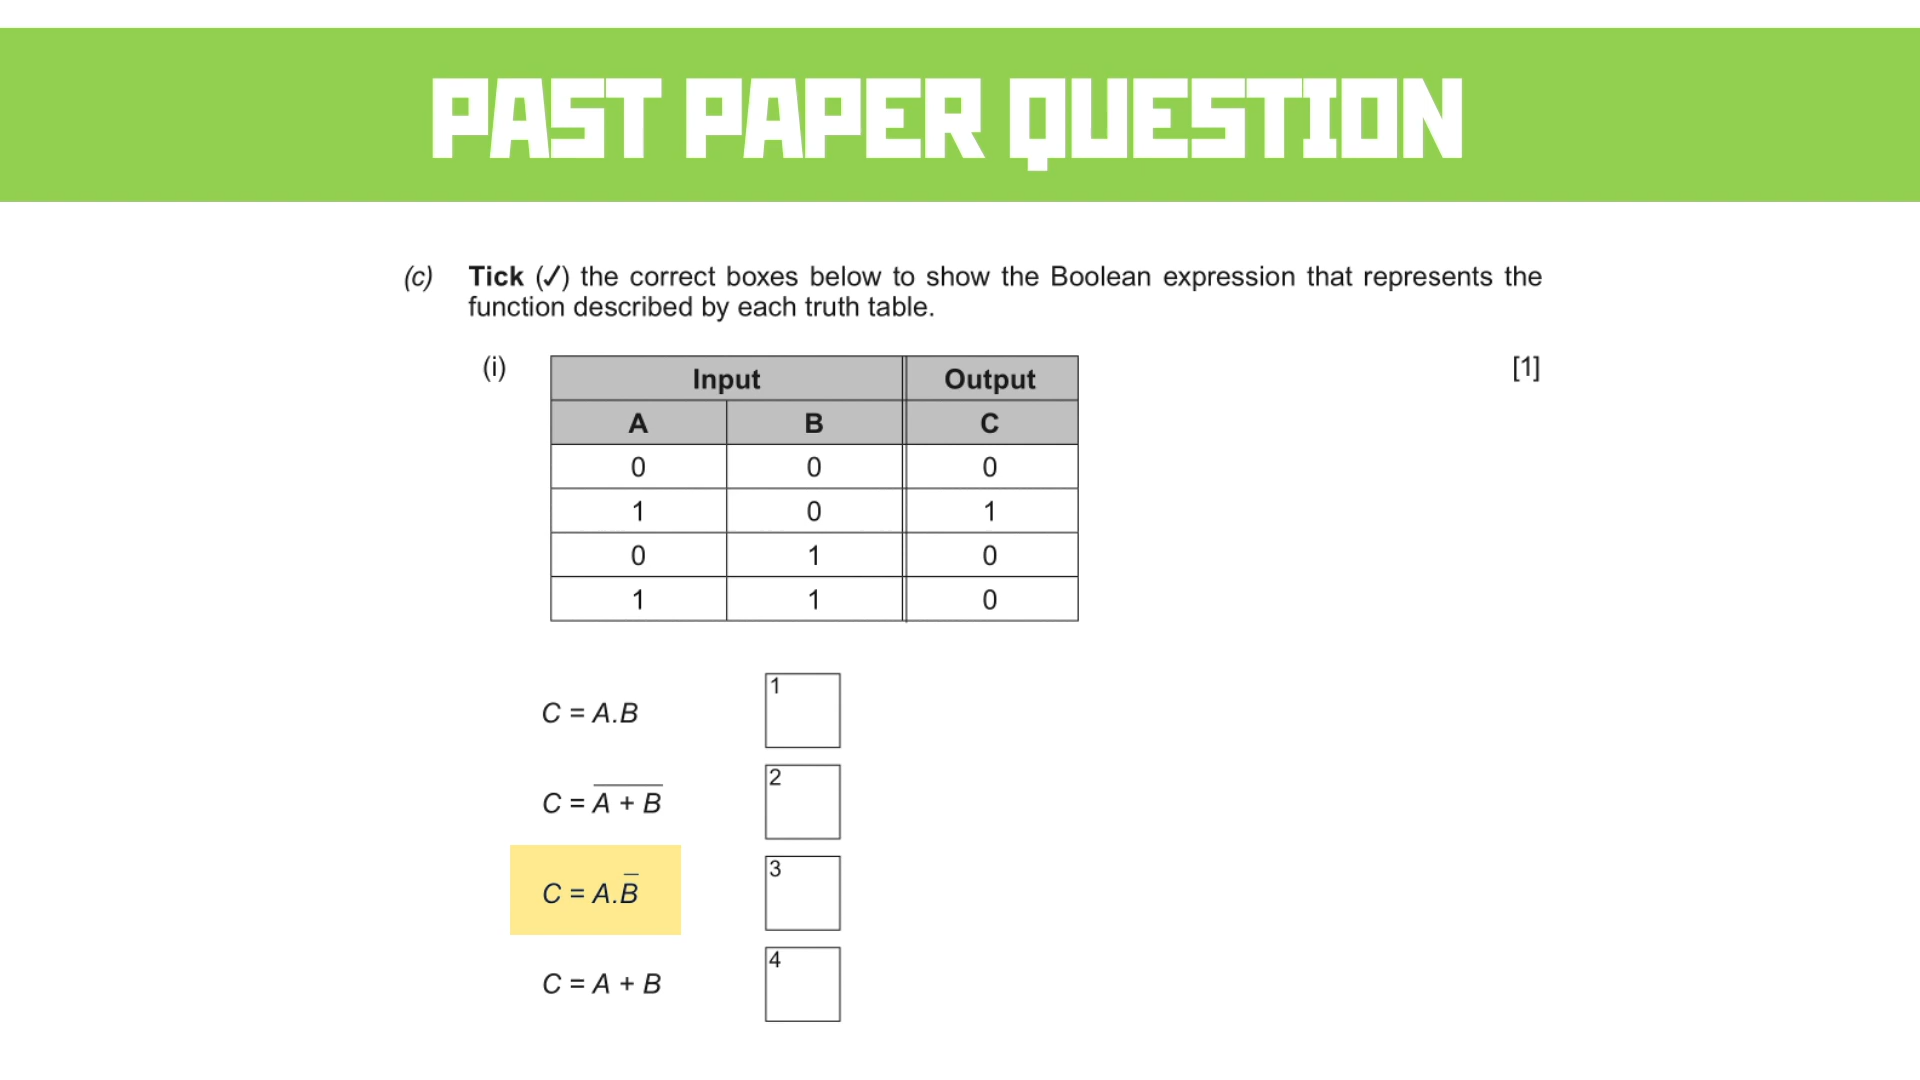 PAST PAPER QUESTION
(c) Tick (✓) the correct boxes below to show the Boolean expression that represents the
function described by each truth table.
(i) [1]
Input Output
A B C
0 0 0
1 0 1
0 1 0
1 1 0
C = A.B 1
C = A̅ ̅+̅ ̅B̅ 2
C = A.B̅ 3
C = A + B 4